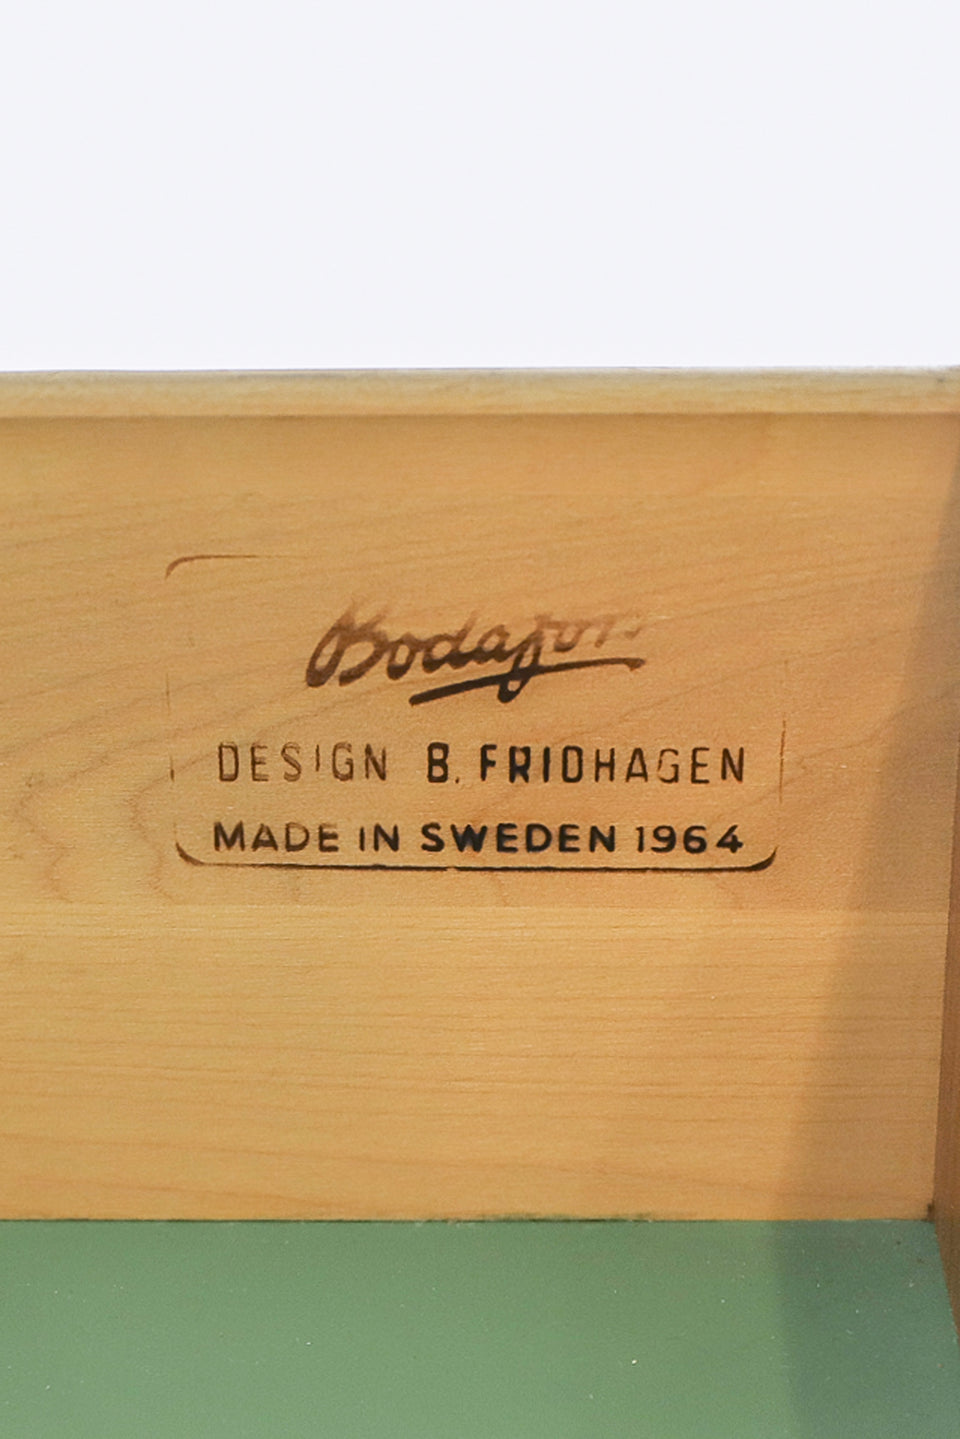 Bodafors
DESIGN B. FRIDHAGEN
MADE IN SWEDEN 1964